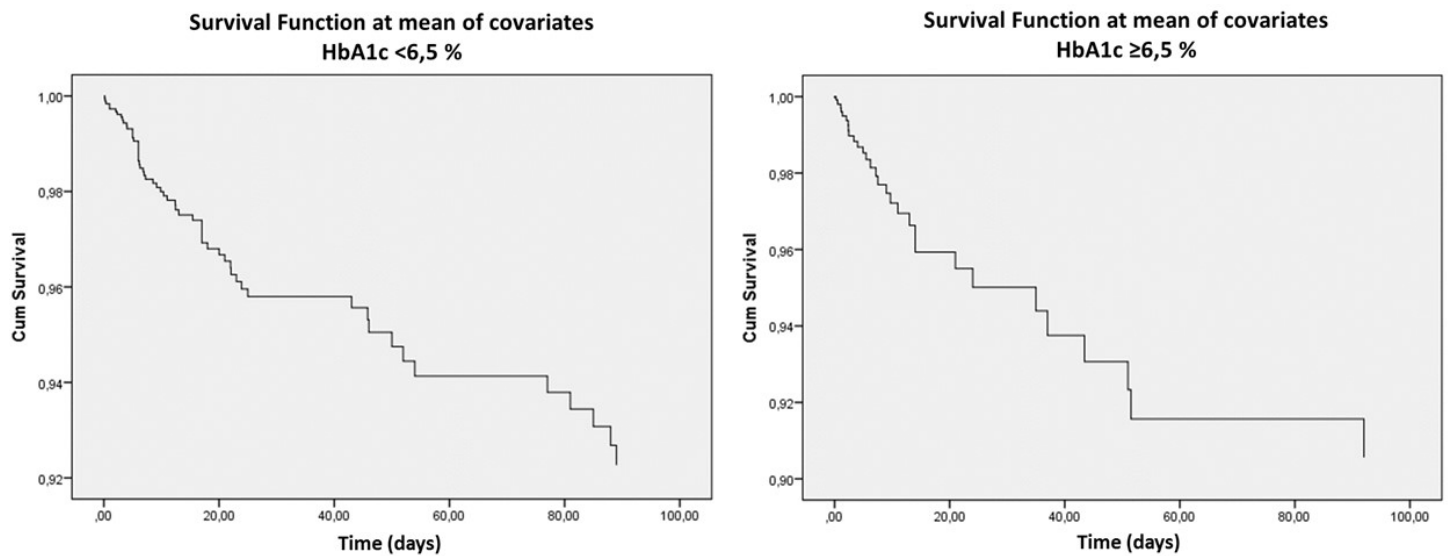 Survival Function at mean of covariates
HbA1c <6,5 %
1,00
0,98
0,96
0,94
0,92
Cum Survival
,00
20,00
40,00
60,00
80,00
100,00
Time (days)
Survival Function at mean of covariates
HbA1c ≥6,5 %
1,00
0,98
0,96
0,94
0,92
0,90
Cum Survival
,00
20,00
40,00
60,00
80,00
100,00
Time (days)